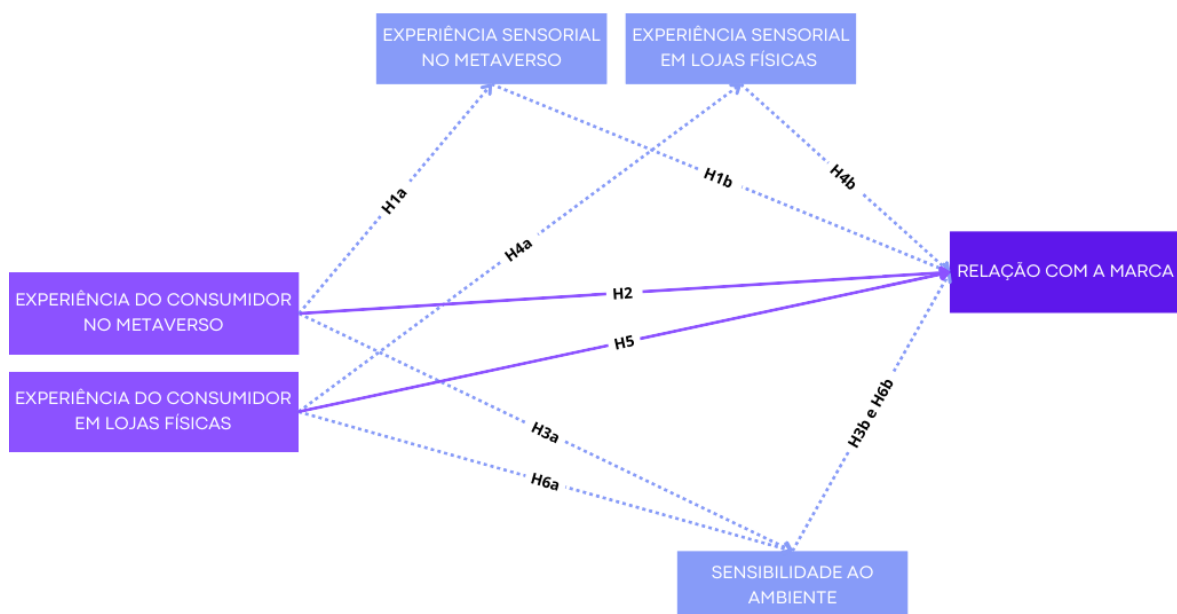 EXPERIÊNCIA SENSORIAL
NO METAVERSO
EXPERIÊNCIA SENSORIAL
EM LOJAS FÍSICAS
H1a
H1b
H4b
H4a
EXPERIÊNCIA DO CONSUMIDOR
NO METAVERSO
RELAÇÃO COM A MARCA
H2
H5
EXPERIÊNCIA DO CONSUMIDOR
EM LOJAS FÍSICAS
H3a
H6a
H3b e H6b
SENSIBILIDADE AO
AMBIENTE